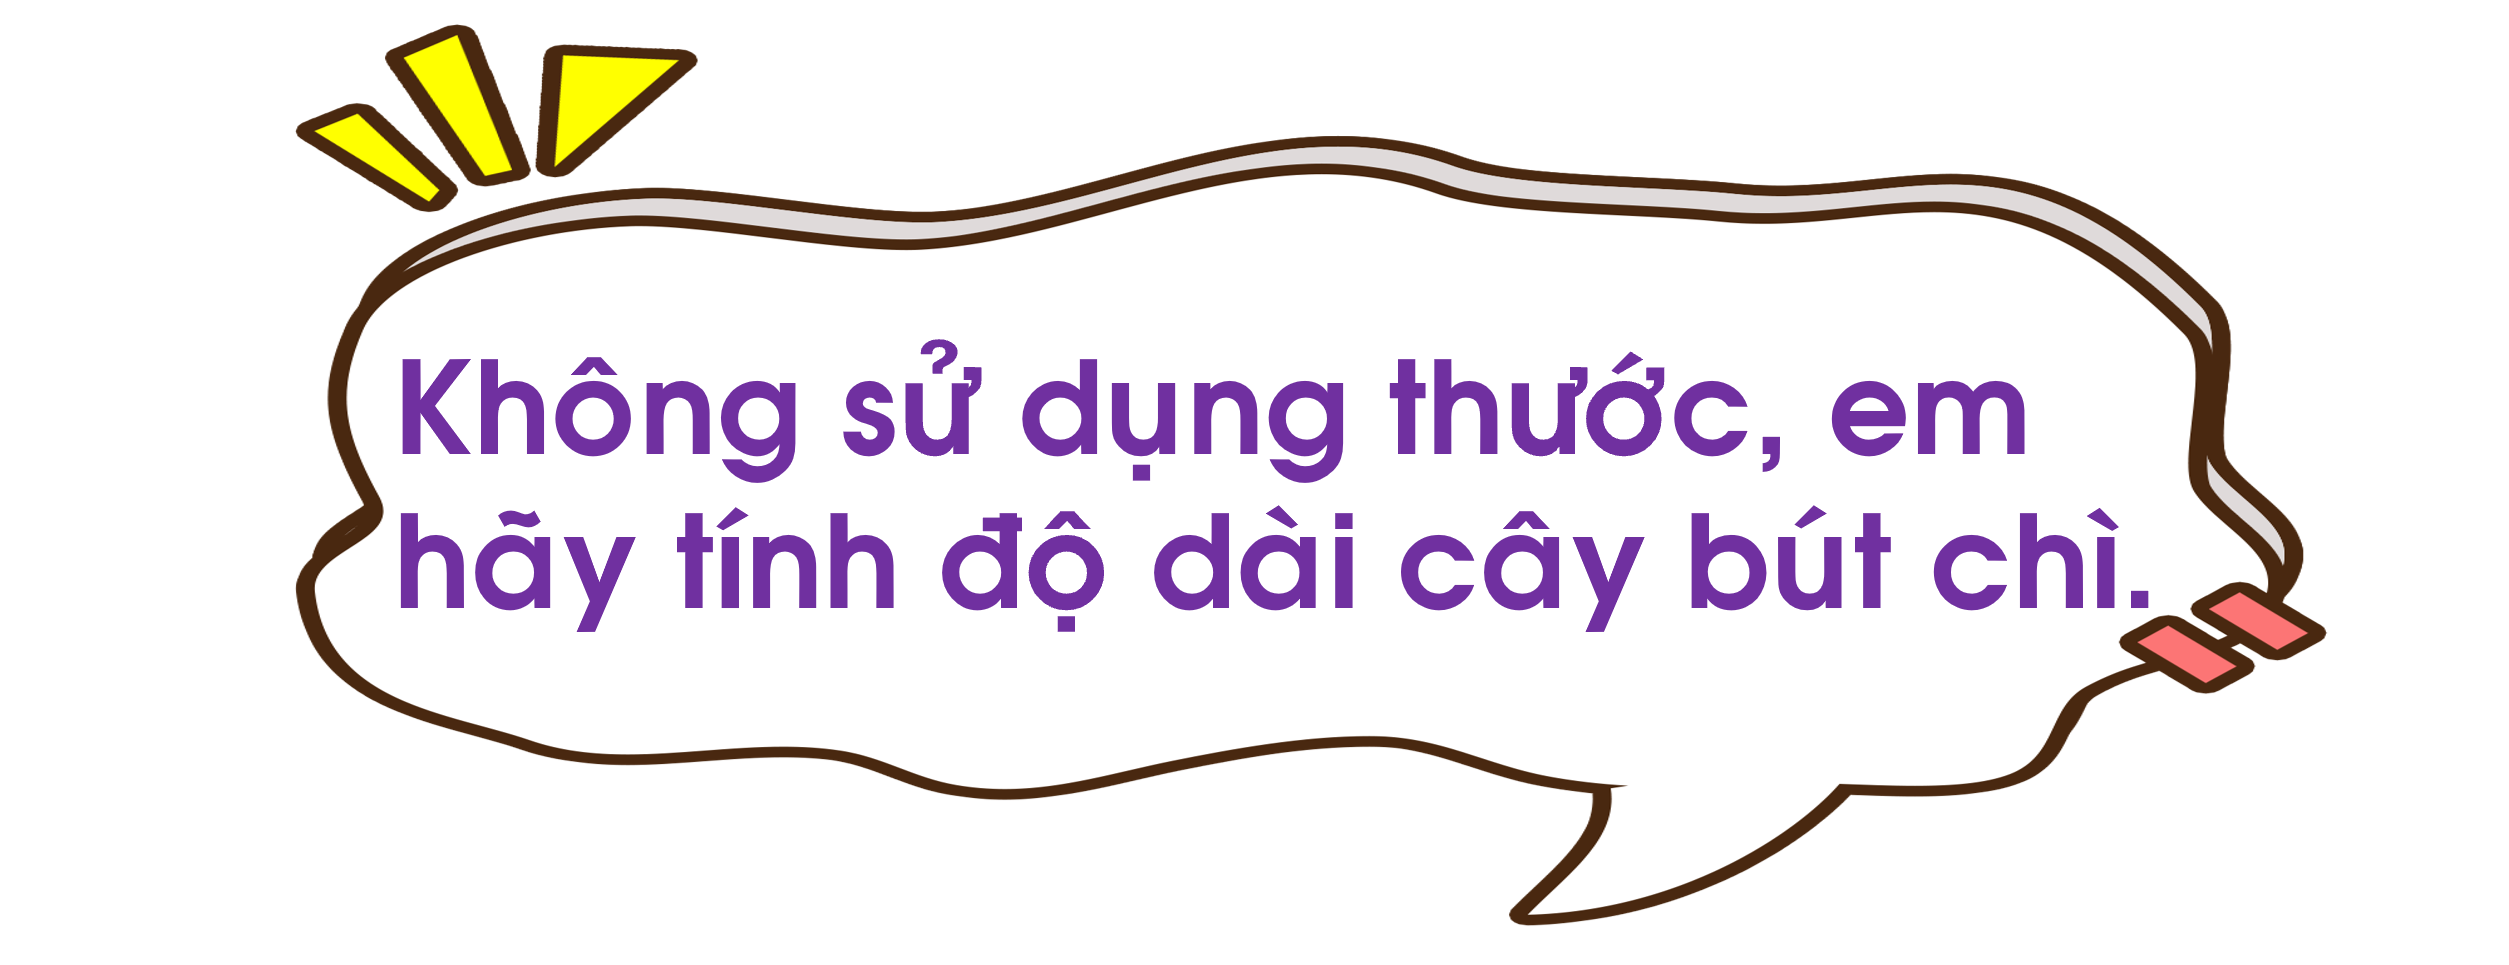 Không sử dụng thước, em
hãy tính độ dài cây bút chì.